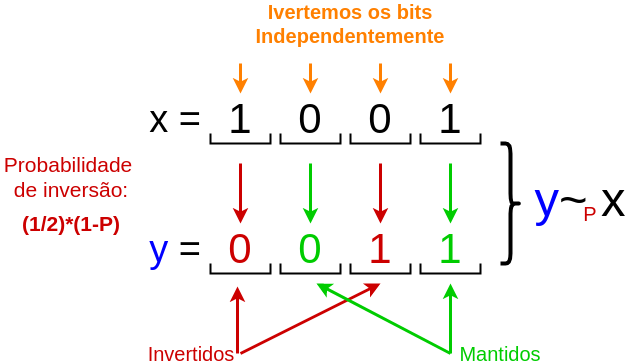 Ivertemos os bits
Independentemente
x = 1 0 0 1
Probabilidade
de inversão:
(1/2)*(1-P)
y ~P x
y = 0 0 1 1
Invertidos Mantidos